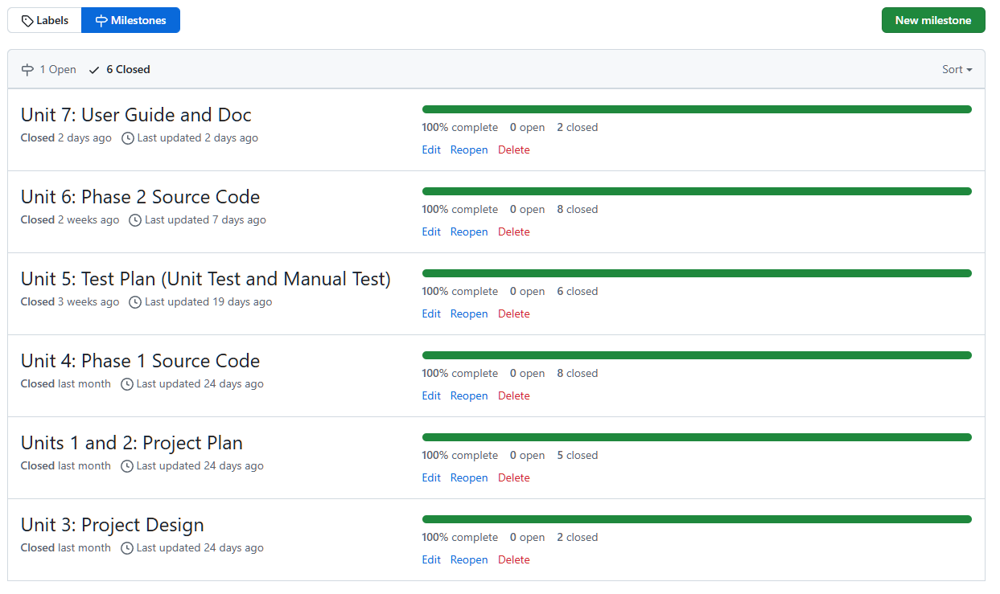 Labels Milestones New milestone
1 Open 6 Closed Sort
Unit 7: User Guide and Doc
Closed 2 days ago Last updated 2 days ago
100% complete 0 open 2 closed
Edit Reopen Delete
Unit 6: Phase 2 Source Code
Closed 2 weeks ago Last updated 7 days ago
100% complete 0 open 8 closed
Edit Reopen Delete
Unit 5: Test Plan (Unit Test and Manual Test)
Closed 3 weeks ago Last updated 19 days ago
100% complete 0 open 6 closed
Edit Reopen Delete
Unit 4: Phase 1 Source Code
Closed last month Last updated 24 days ago
100% complete 0 open 8 closed
Edit Reopen Delete
Units 1 and 2: Project Plan
Closed last month Last updated 24 days ago
100% complete 0 open 5 closed
Edit Reopen Delete
Unit 3: Project Design
Closed last month Last updated 24 days ago
100% complete 0 open 2 closed
Edit Reopen Delete